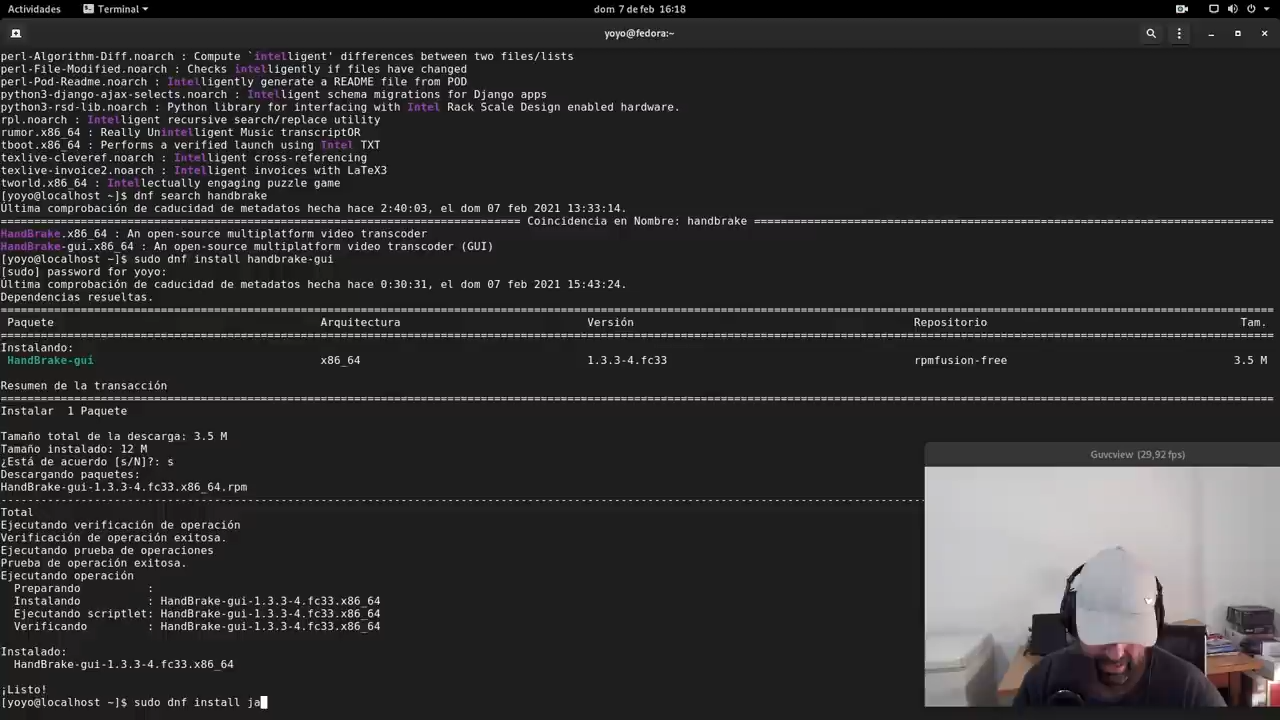 Actividades Terminal dom 7 de feb 16:18
yoyo@fedora:~
perl-Algorithm-Diff.noarch : Compute `intelligent' differences between two files/lists
perl-File-Modified.noarch : Checks intelligently if files have changed
perl-Pod-Readme.noarch : Intelligently generate a README file from POD
python3-django-ajax-selects.noarch : Intelligent schema migrations for Django apps
python3-rsd-lib.noarch : Python library for interfacing with Intel Rack Scale Design enabled hardware.
rpl.noarch : Intelligent recursive search/replace utility
rumor.x86_64 : Really Unintelligent Music transcriptOR
tboot.x86_64 : Performs a verified launch using Intel TXT
texlive-cleveref.noarch : Intelligent cross-referencing
texlive-invoice2.noarch : Intelligent invoices with LaTeX3
tworld.x86_64 : Intellectually engaging puzzle game
[yoyo@localhost ~]$ dnf search handbrake
Última comprobación de caducidad de metadatos hecha hace 2:40:03, el dom 07 feb 2021 13:33:14.
Coincidencia en Nombre: handbrake
HandBrake.x86_64 : An open-source multiplatform video transcoder
HandBrake-gui.x86_64 : An open-source multiplatform video transcoder (GUI)
[yoyo@localhost ~]$ sudo dnf install handbrake-gui
[sudo] password for yoyo:
Última comprobación de caducidad de metadatos hecha hace 0:30:31, el dom 07 feb 2021 15:43:24.
Dependencias resueltas.
Paquete Arquitectura Versión Repositorio Tam.
Instalando:
HandBrake-gui x86_64 1.3.3-4.fc33 rpmfusion-free 3.5 M
Resumen de la transacción
Instalar 1 Paquete
Tamaño total de la descarga: 3.5 M
Tamaño instalado: 12 M
¿Está de acuerdo [s/N]?: s
Descargando paquetes:
HandBrake-gui-1.3.3-4.fc33.x86_64.rpm
Total
Ejecutando verificación de operación
Verificación de operación exitosa.
Ejecutando prueba de operaciones
Prueba de operación exitosa.
Ejecutando operación
Preparando :
Instalando : HandBrake-gui-1.3.3-4.fc33.x86_64
Ejecutando scriptlet: HandBrake-gui-1.3.3-4.fc33.x86_64
Verificando : HandBrake-gui-1.3.3-4.fc33.x86_64
Instalado:
HandBrake-gui-1.3.3-4.fc33.x86_64
¡Listo!
[yoyo@localhost ~]$ sudo dnf install ja
Guvcview (29,92 fps)